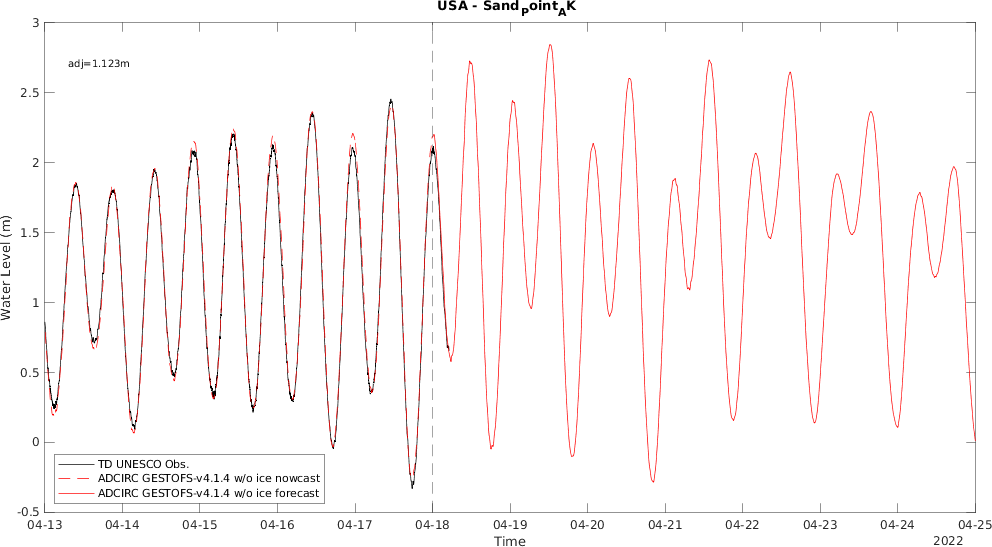 USA - Sand_Point_AK
adj=1.123m
3
2.5
2
1.5
1
0.5
0
-0.5
Water Level (m)
TD UNESCO Obs.
ADCIRC GESTOFS-v4.1.4 w/o ice nowcast
ADCIRC GESTOFS-v4.1.4 w/o ice forecast
04-13 04-14 04-15 04-16 04-17 04-18 04-19 04-20 04-21 04-22 04-23 04-24 04-25
Time
2022